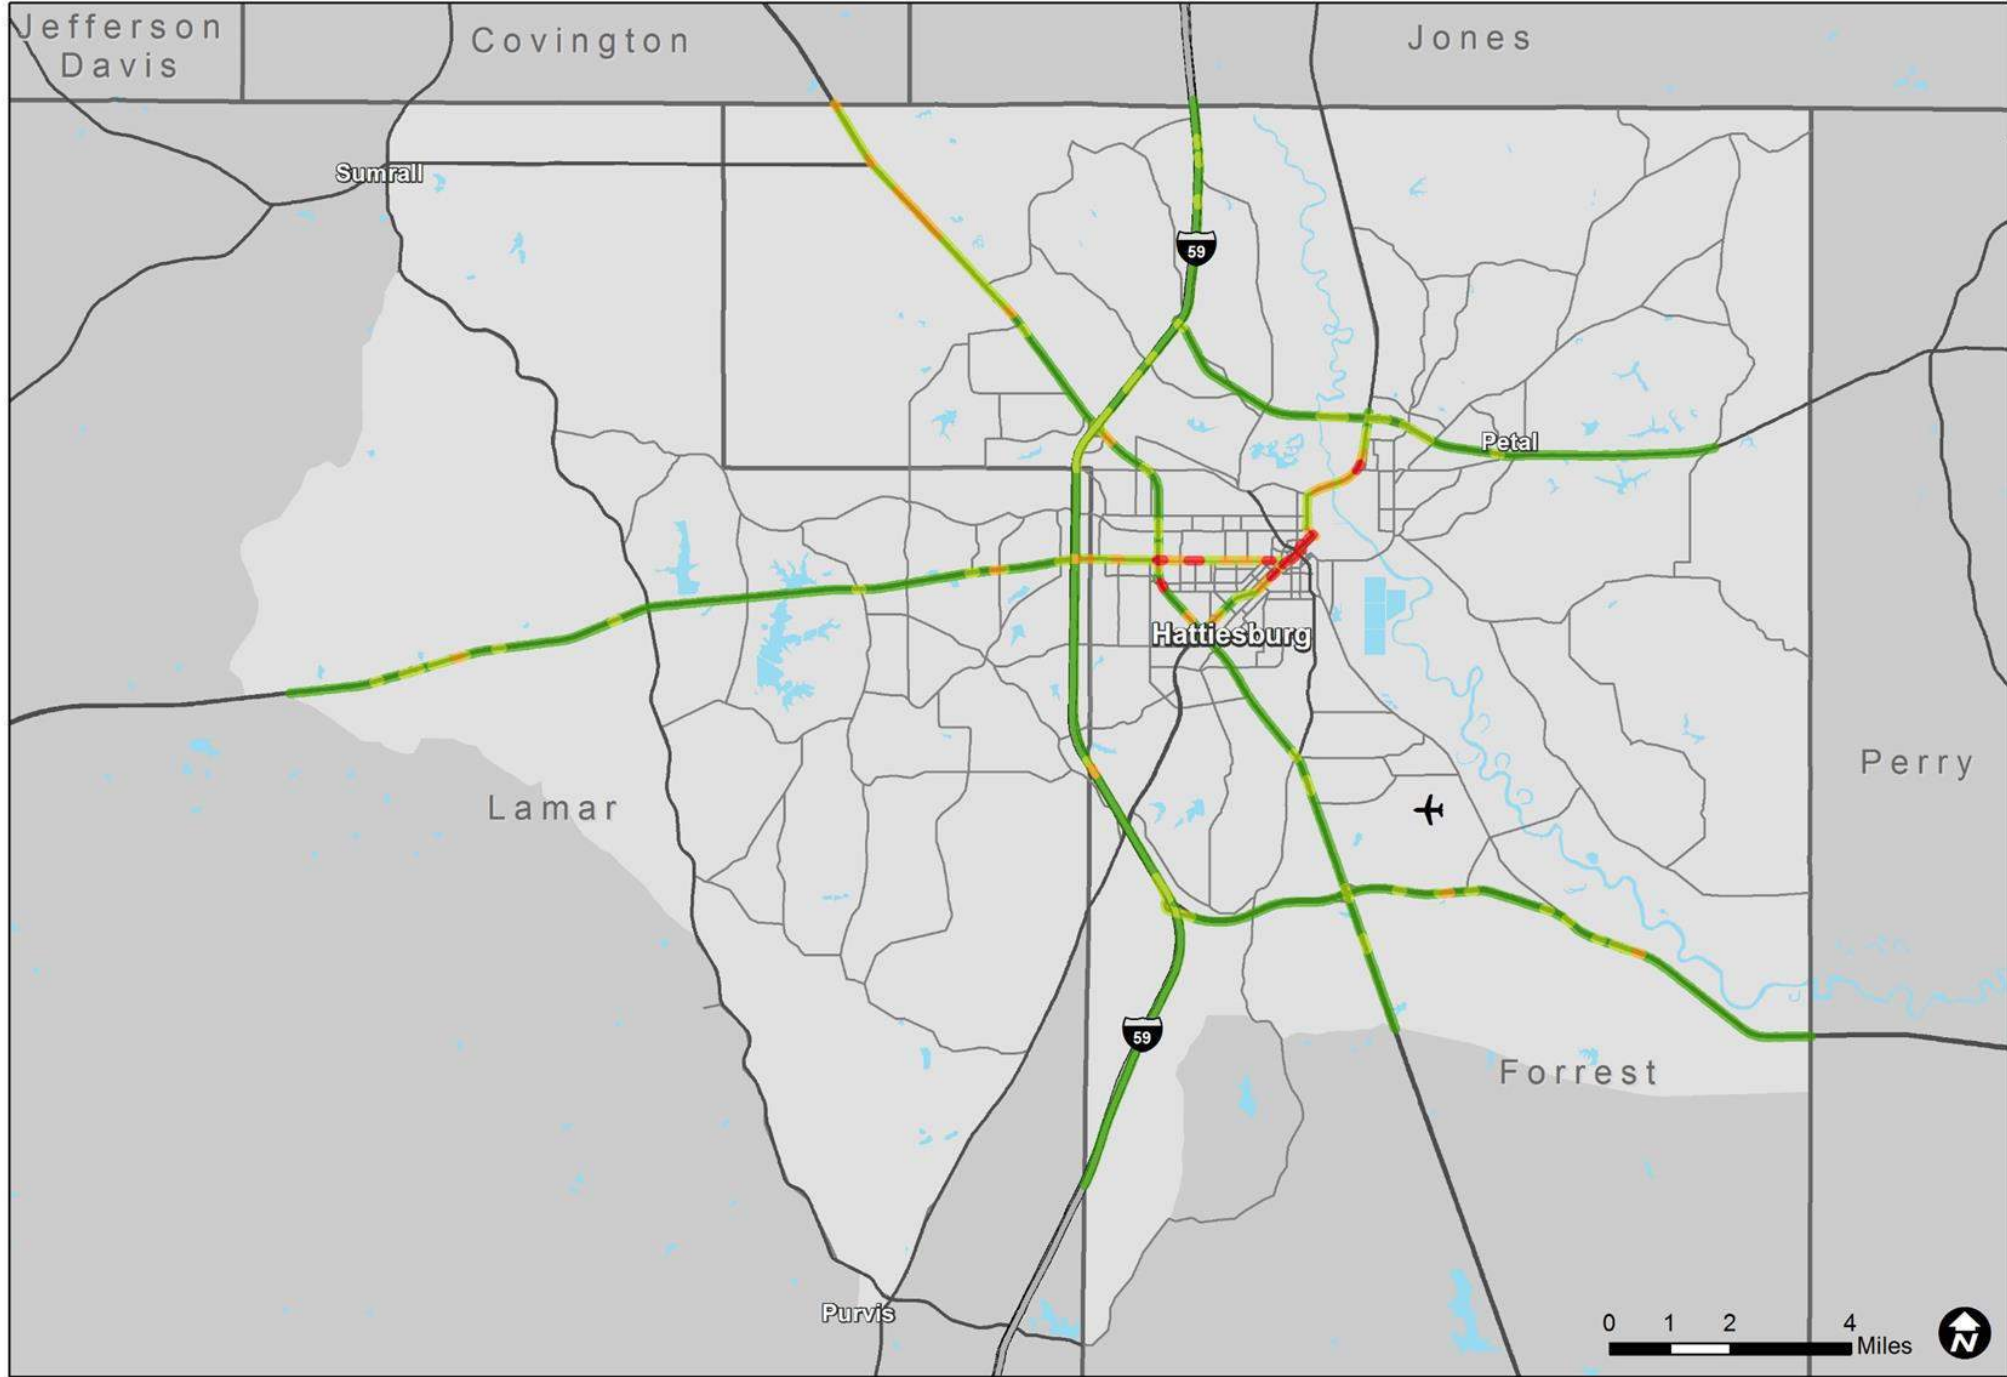 Jefferson
Davis
Covington
Jones
Sumrall
59
Petal
Hattiesburg
Perry
Lamar
59
Forrest
Purvis
0 1 2 4
Miles
N